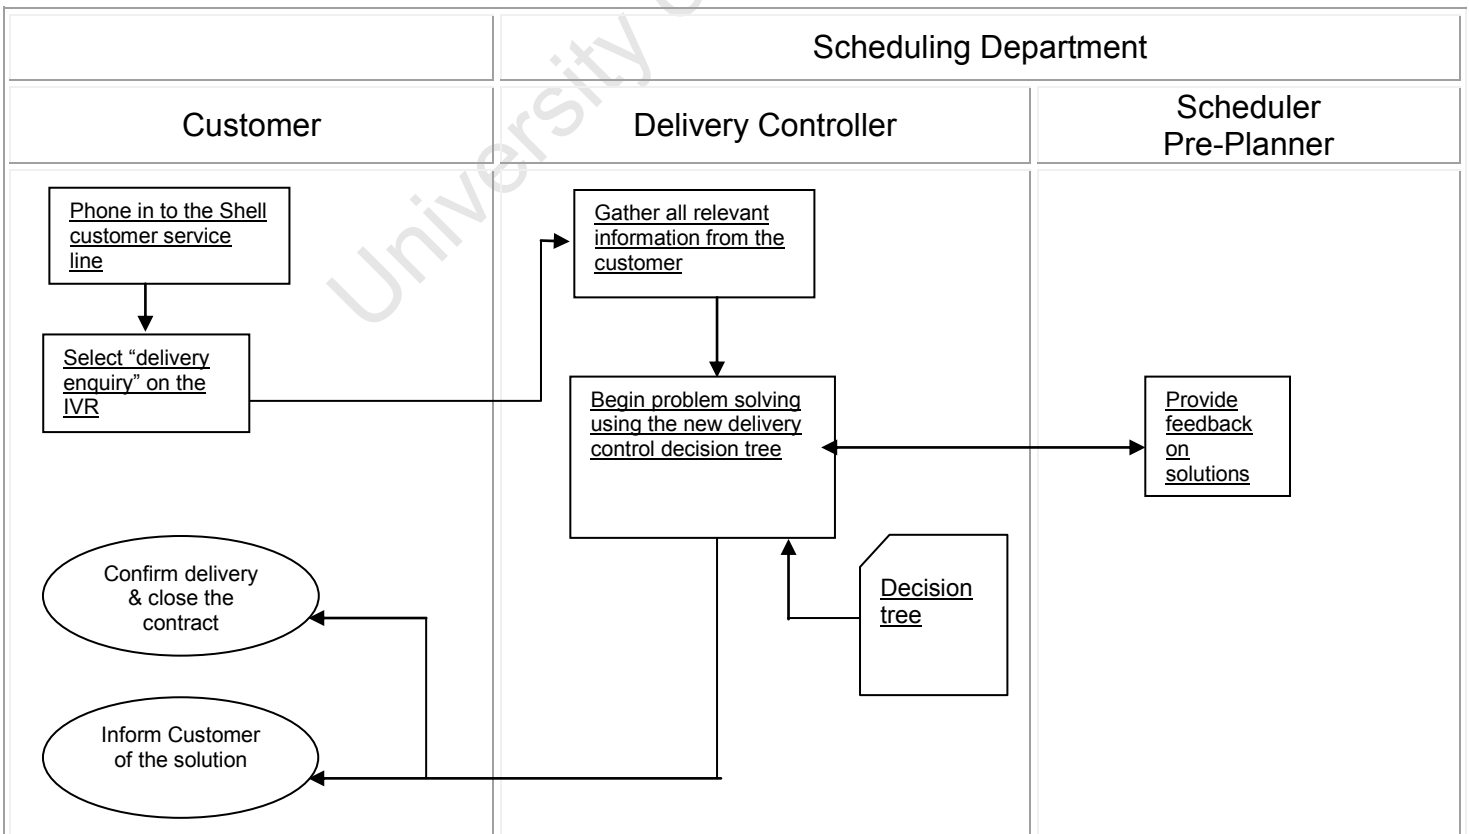 Scheduling Department
Customer
Delivery Controller
Scheduler
Pre-Planner
Phone in to the Shell
customer service
line
Gather all relevant
information from the
customer
Select “delivery
enquiry” on the
IVR
Begin problem solving
using the new delivery
control decision tree
Provide
feedback
on
solutions
Confirm delivery
& close the
contract
Decision
tree
Inform Customer
of the solution
University